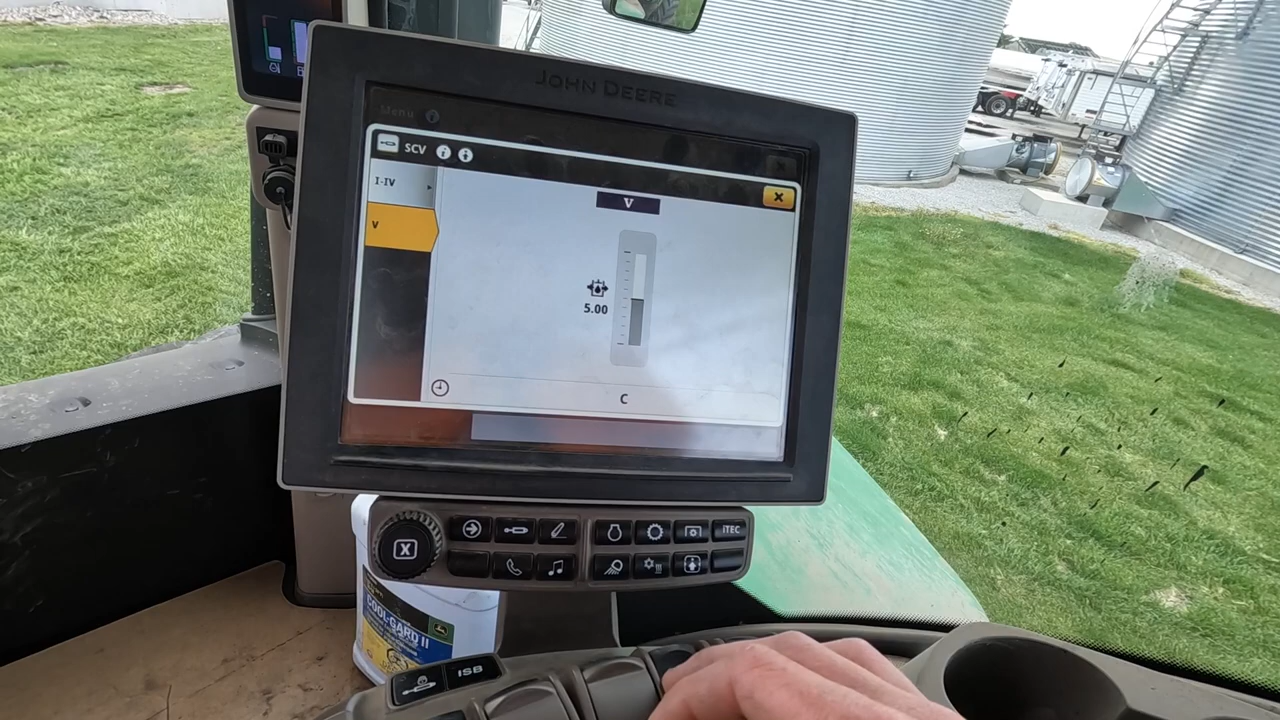 JOHN DEERE
Menu
SCV
I-IV
V
V
5.00
C
X
iTEC
COOL-GARD II
ISB